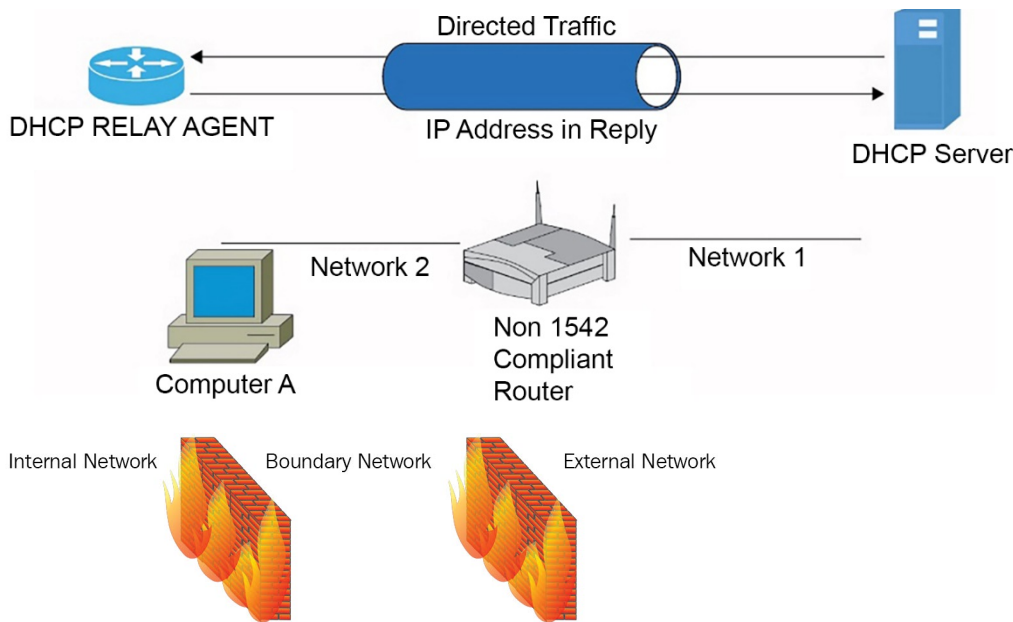 Directed Traffic
DHCP RELAY AGENT
IP Address in Reply
DHCP Server
Network 2
Network 1
Non 1542
Compliant
Router
Computer A
Internal Network
Boundary Network
External Network